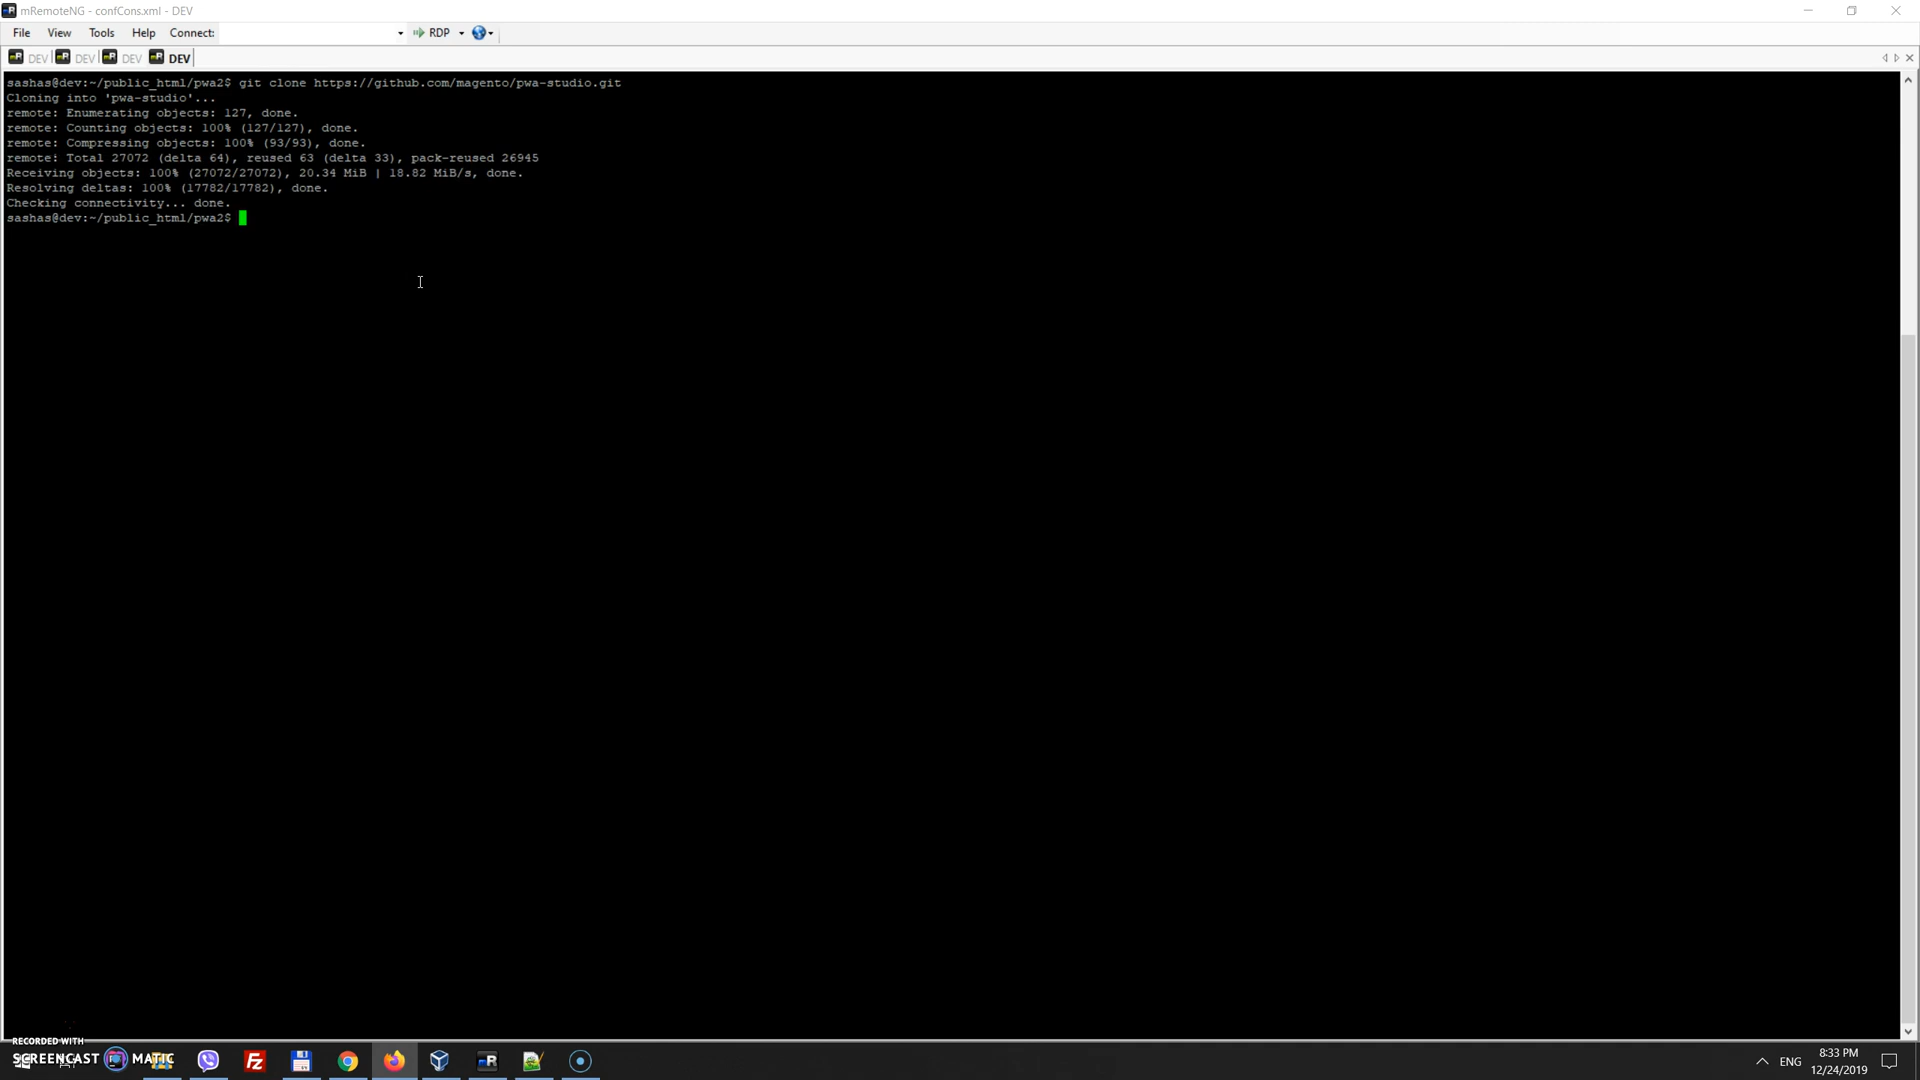 mRemoteNG - confCons.xml - DEV
File View Tools Help Connect: RDP
DEV DEV DEV DEV
sashas@dev:~/public_html/pwa2$ git clone https://github.com/magento/pwa-studio.git
Cloning into 'pwa-studio'...
remote: Enumerating objects: 127, done.
remote: Counting objects: 100% (127/127), done.
remote: Compressing objects: 100% (93/93), done.
remote: Total 27072 (delta 64), reused 63 (delta 33), pack-reused 26945
Receiving objects: 100% (27072/27072), 20.34 MiB | 18.82 MiB/s, done.
Resolving deltas: 100% (17782/17782), done.
Checking connectivity... done.
sashas@dev:~/public_html/pwa2$
RECORDED WITH
SCREENCAST MATIC
ENG
8:33 PM
12/24/2019